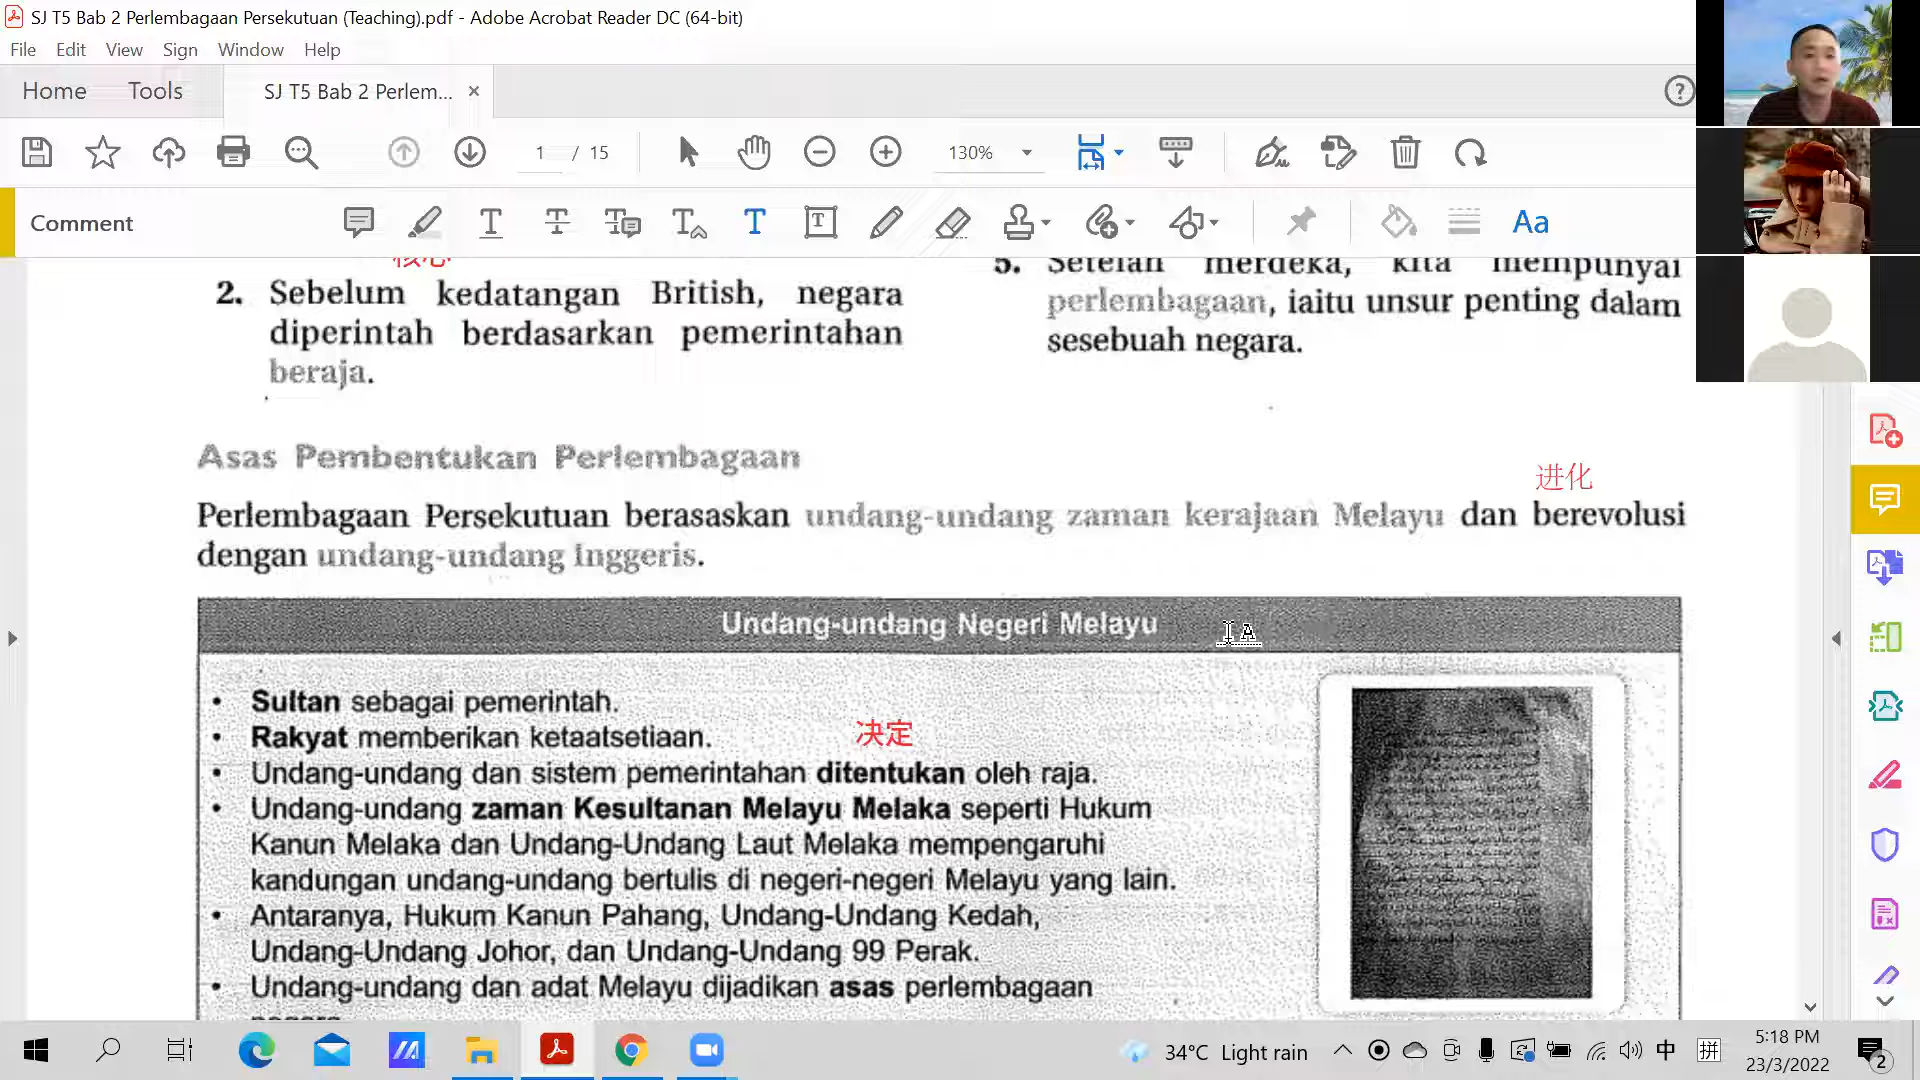 SJ T5 Bab 2 Perlembagaan Persekutuan (Teaching).pdf - Adobe Acrobat Reader DC (64-bit)
File Edit View Sign Window Help
Home Tools SJ T5 Bab 2 Perlem... ×
1 / 15 130%
Comment
核心
2. Sebelum kedatangan British, negara
diperintah berdasarkan pemerintahan
beraja.
5. Setelah merdeka, kita mempunyai
perlembagaan, iaitu unsur penting dalam
sesebuah negara.
Asas Pembentukan Perlembagaan
进化
Perlembagaan Persekutuan berasaskan undang-undang zaman kerajaan Melayu dan berevolusi
dengan undang-undang Inggeris.
Undang-undang Negeri Melayu
• Sultan sebagai pemerintah.
• Rakyat memberikan ketaatsetiaan.
决定
• Undang-undang dan sistem pemerintahan ditentukan oleh raja.
• Undang-undang zaman Kesultanan Melayu Melaka seperti Hukum
Kanun Melaka dan Undang-Undang Laut Melaka mempengaruhi
kandungan undang-undang bertulis di negeri-negeri Melayu yang lain.
• Antaranya, Hukum Kanun Pahang, Undang-Undang Kedah,
Undang-Undang Johor, dan Undang-Undang 99 Perak.
• Undang-undang dan adat Melayu dijadikan asas perlembagaan
34°C Light rain
中
拼
5:18 PM
23/3/2022
2